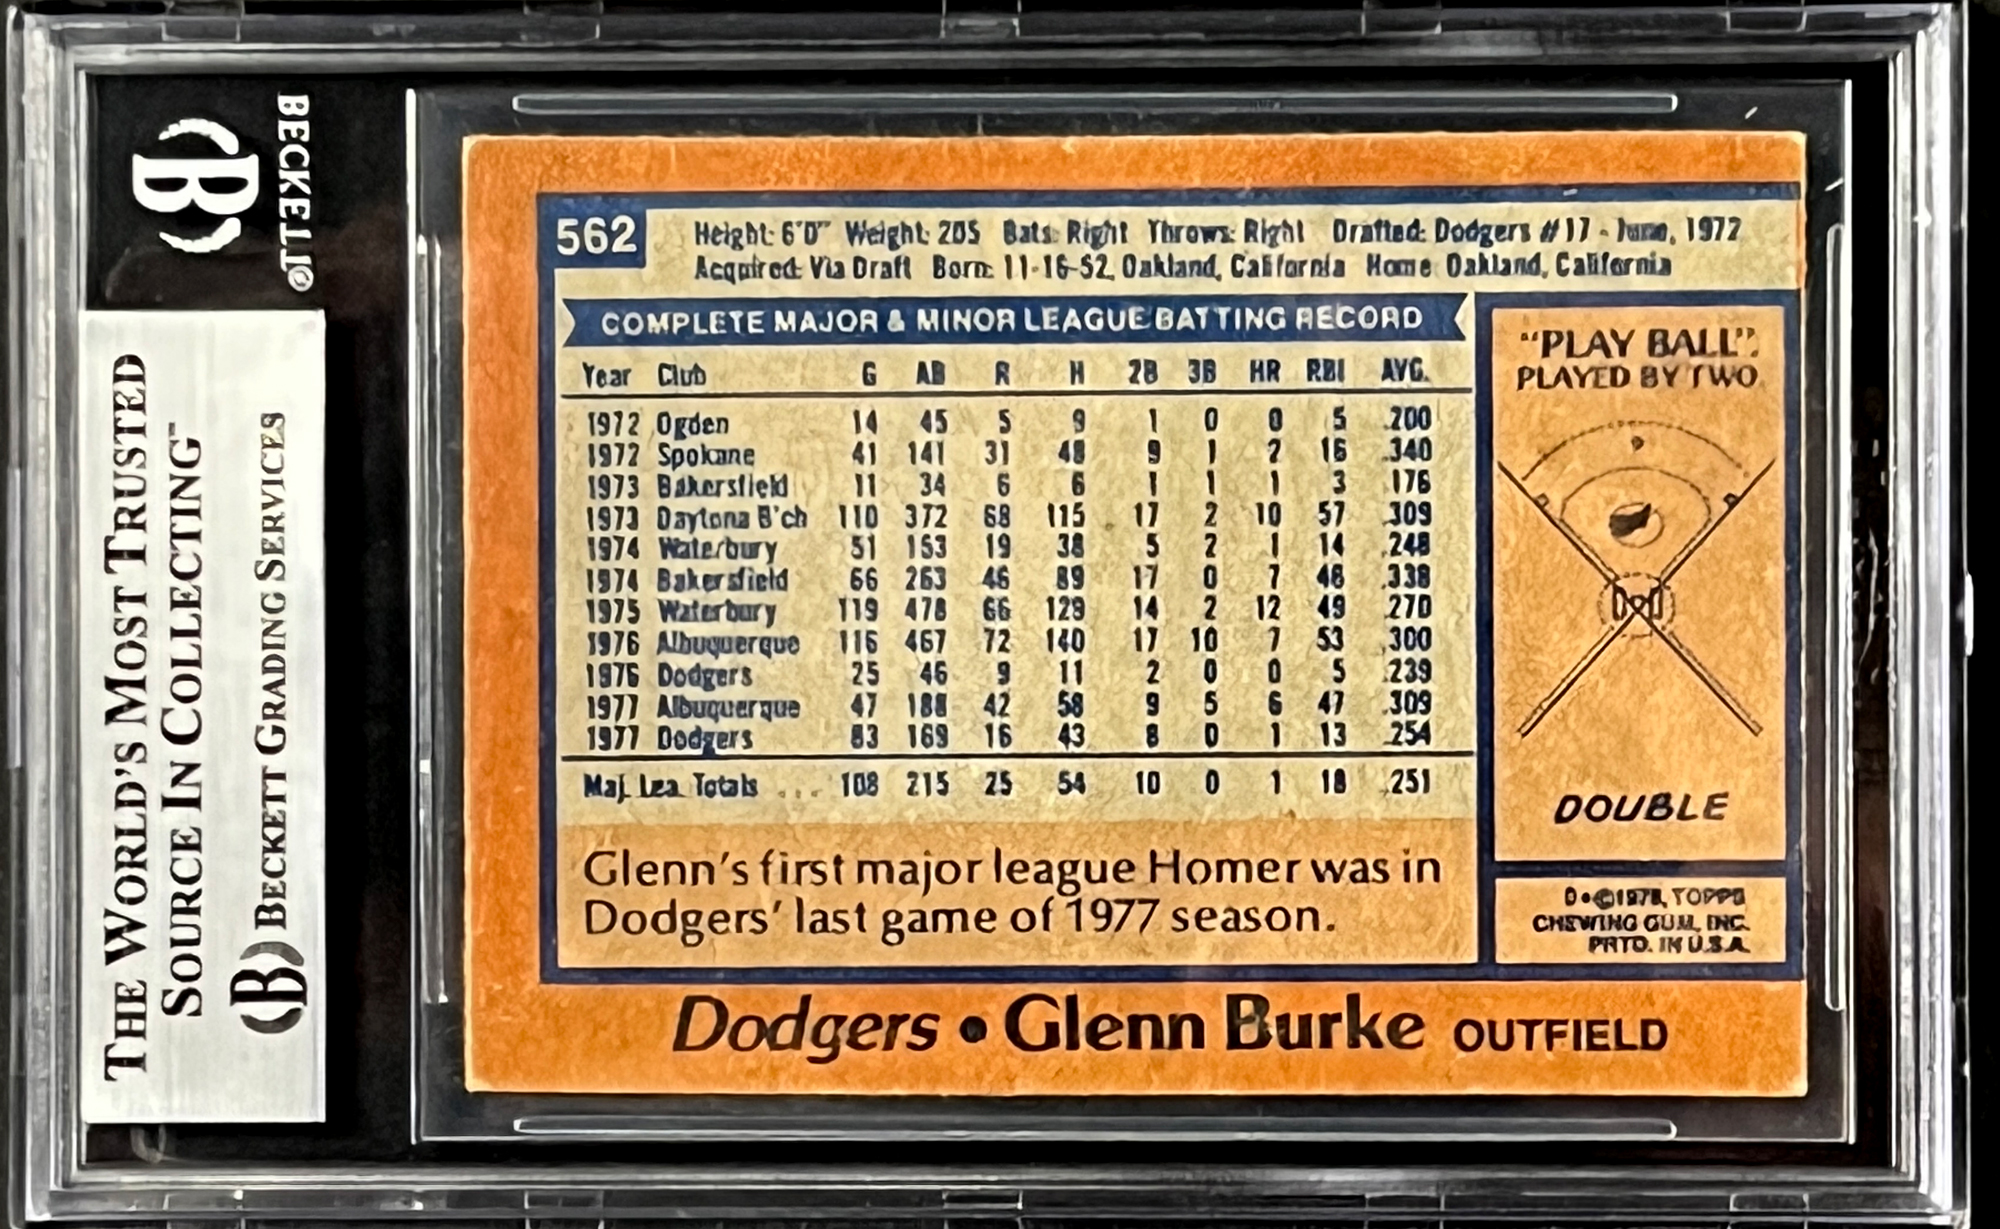 BECKETT©
B
THE WORLD'S MOST TRUSTED
SOURCE IN COLLECTING™
B BECKETT GRADING SERVICES
562
Height: 6'0" Weight: 205 Bats: Right Throws: Right Drafted: Dodgers #17 - June, 1972
Acquired: Via Draft Born: 11-16-52, Oakland, California Home: Oakland, California
COMPLETE MAJOR & MINOR LEAGUE BATTING RECORD
Year Club G AB R H 2B 3B HR RBI AVG.
1972 Ogden 14 45 5 9 1 0 0 5 .200
1972 Spokane 41 141 31 48 9 1 2 16 .340
1973 Bakersfield 11 34 6 6 1 1 1 3 .176
1973 Daytona B'ch 110 372 68 115 17 2 10 57 .309
1974 Waterbury 51 153 19 38 5 2 1 14 .248
1974 Bakersfield 66 263 46 89 17 0 7 48 .338
1975 Waterbury 119 478 66 129 14 2 12 49 .270
1976 Albuquerque 116 467 72 140 17 10 7 53 .300
1976 Dodgers 25 46 9 11 2 0 0 5 .239
1977 Albuquerque 47 188 42 58 9 5 6 47 .309
1977 Dodgers 83 169 16 43 8 0 1 13 .254
Maj. Lea. Totals ... 108 215 25 54 10 0 1 18 .251
Glenn's first major league Homer was in
Dodgers' last game of 1977 season.
"PLAY BALL".
PLAYED BY TWO
DOUBLE
D•©1978, TOPPS
CHEWING GUM, INC.
PRTD. IN U.S.A.
Dodgers • Glenn Burke OUTFIELD